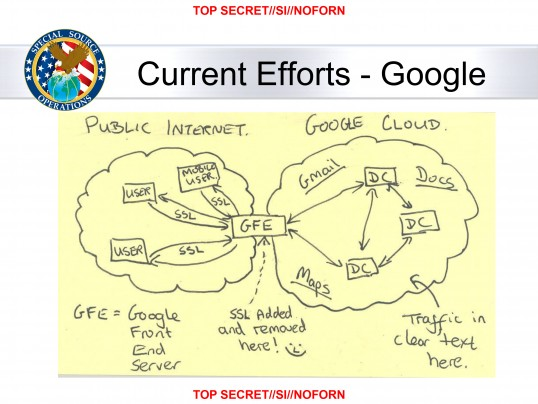 TOP SECRET//SI//NOFORN
SPECIAL SOURCE
OPERATIONS
Current Efforts - Google
PUBLIC INTERNET.
GOOGLE CLOUD.
MOBILE
USER.
USER
SSL
SSL
USER
SSL
GFE
Gmail
DC
Docs
DC
DC
Maps
GFE = Google
Front
End
Server
SSL Added
and removed
here!
Traffic in
clear text
here.
TOP SECRET//SI//NOFORN